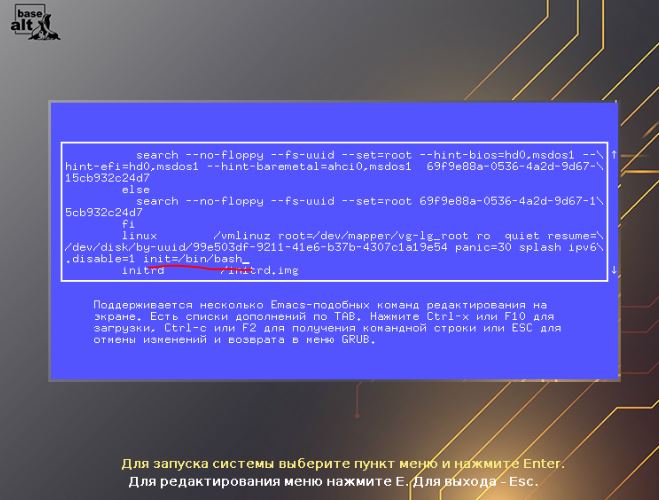 base
alt
search --no-floppy --fs-uuid --set=root --hint-bios=hd0,msdos1 --\
hint-efi=hd0,msdos1 --hint-baremetal=ahci0,msdos1  69f9e88a-0536-4a2d-9d67-\
15cb932c24d7
else
search --no-floppy --fs-uuid --set=root 69f9e88a-0536-4a2d-9d67-1\
5cb932c24d7
fi
linux /vmlinuz root=/dev/mapper/vg-lg_root ro  quiet resume=\
/dev/disk/by-uuid/99e503df-9211-41e6-b37b-4307c1a19e54 panic=30 splash ipv6\
.disable=1 init=/bin/bash_
initrd /initrd.img
Поддерживается несколько Emacs-подобных команд редактирования на
экране. Есть списки дополнений по TAB. Нажмите Ctrl-x или F10 для
загрузки, Ctrl-c или F2 для получения командной строки или ESC для
отмены изменений и возврата в меню GRUB.
Для запуска системы выберите пункт меню и нажмите Enter.
Для редактирования меню нажмите E. Для выхода - Esc.